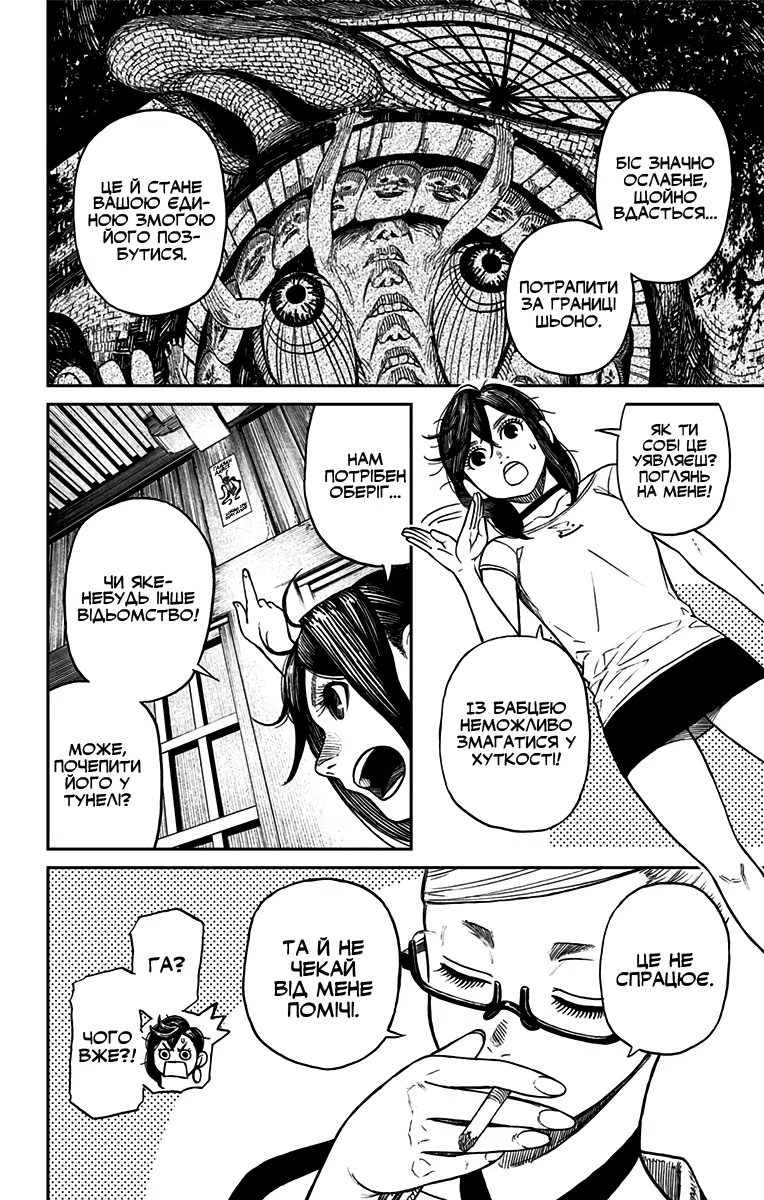 БІС ЗНАЧНО
ОСЛАБНЕ,
ЩОЙНО
ВДАСТЬСЯ...
ПОТРАПИТИ
ЗА ГРАНИЦІ
ШЬОНО.
ЦЕ Й СТАНЕ
ВАШОЮ ЄДИ-
НОЮ ЗМОГОЮ
ЙОГО ПОЗ-
БУТИСЯ.
ЯК ТИ
СОБІ ЦЕ
УЯВЛЯЄШ?
ПОГЛЯНЬ
НА МЕНЕ!
ІЗ БАБЦЕЮ
НЕМОЖЛИВО
ЗМАГАТИСЯ У
ХУТКОСТІ!
НАМ
ПОТРІБЕН
ОБЕРІГ...
ЧИ ЯКЕ-
НЕБУДЬ ІНШЕ
ВІДЬОМСТВО!
МОЖЕ,
ПОЧЕПИТИ
ЙОГО У
ТУНЕЛІ?
ЦЕ НЕ
СПРАЦЮЄ.
ТА Й НЕ
ЧЕКАЙ
ВІД МЕНЕ
ПОМІЧІ.
ГА?
ЧОГО
ВЖЕ?!